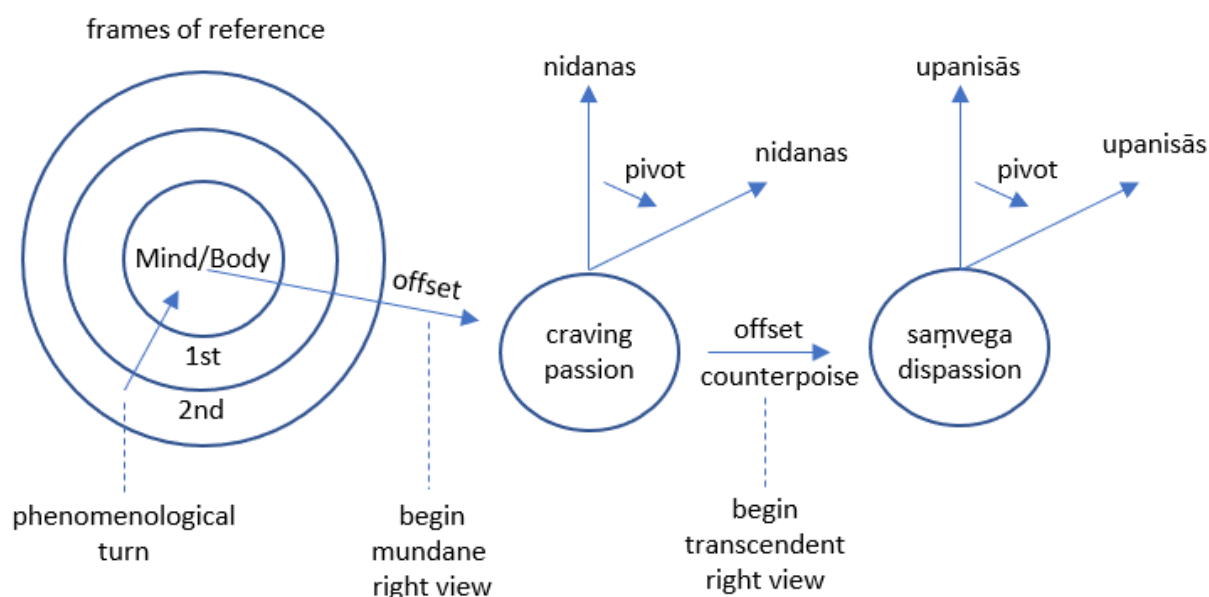 frames of reference
Mind/Body
1st
2nd
phenomenological
turn
offset
begin
mundane
right view
nidanas
pivot
nidanas
craving
passion
offset
counterpoise
begin
transcendent
right view
upanisās
pivot
upanisās
saṃvega
dispassion